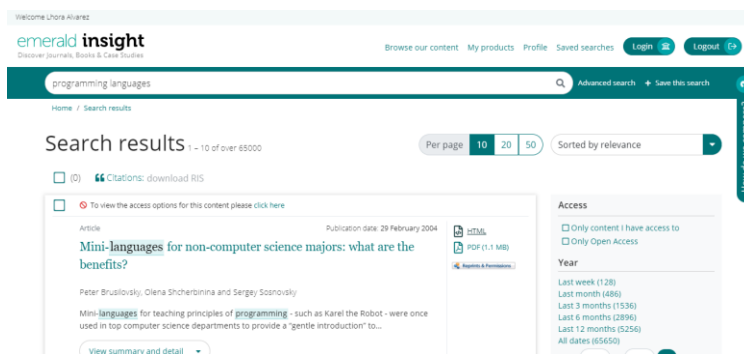 Welcome Lhora Alvarez
emerald insight
Discover Journals, Books & Case Studies
Browse our content My products Profile Saved searches Login Logout
programming languages
Advanced search + Save this search
Home / Search results
Search results 1 – 10 of over 65000
Per page 10 20 50
Sorted by relevance
(0) Citations: download RIS
To view the access options for this content please click here
Article
Publication date: 29 February 2004
Mini-languages for non-computer science majors: what are the
benefits?
Peter Brusilovsky, Olena Shcherbinina and Sergey Sosnovsky
Mini-languages for teaching principles of programming - such as Karel the Robot - were once
used in top computer science departments to provide a “gentle introduction” to…
View summary and detail
HTML
PDF (1.1 MB)
Reprints & Permissions
Access
Only content I have access to
Only Open Access
Year
Last week (128)
Last month (486)
Last 3 months (1536)
Last 6 months (2896)
Last 12 months (5256)
All dates (65650)